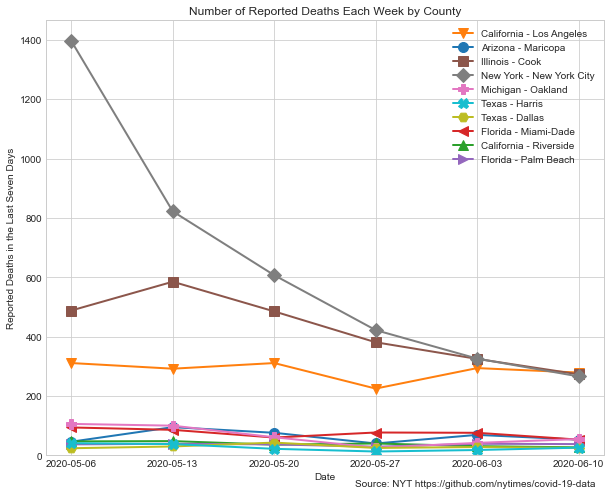 Number of Reported Deaths Each Week by County
Reported Deaths in the Last Seven Days
1400
1200
1000
800
600
400
200
0
California - Los Angeles
Arizona - Maricopa
Illinois - Cook
New York - New York City
Michigan - Oakland
Texas - Harris
Texas - Dallas
Florida - Miami-Dade
California - Riverside
Florida - Palm Beach
2020-05-06 2020-05-13 2020-05-20 2020-05-27 2020-06-03 2020-06-10
Date
Source: NYT https://github.com/nytimes/covid-19-data